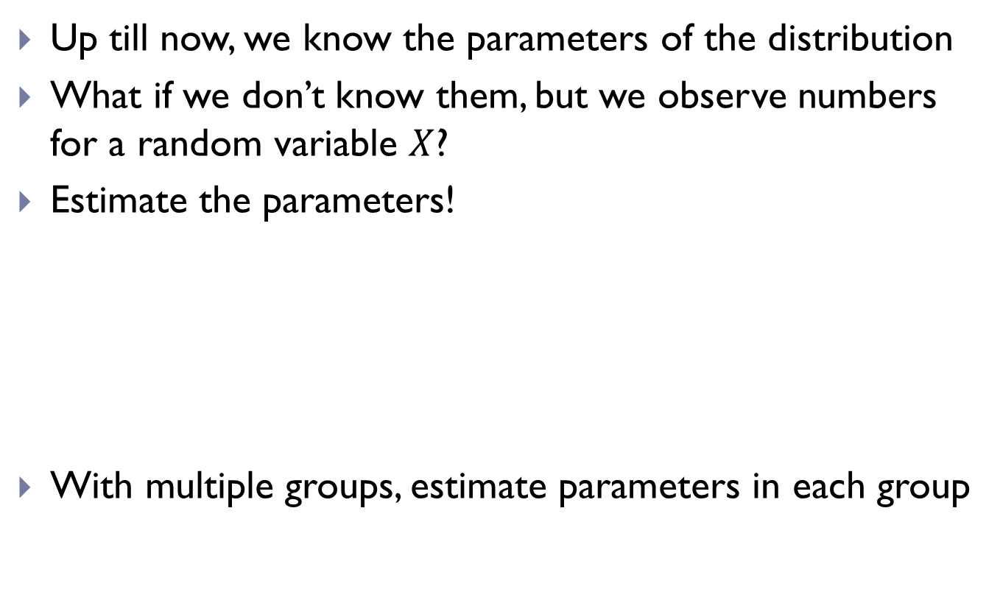 Up till now, we know the parameters of the distribution
What if we don’t know them, but we observe numbers
for a random variable X?
Estimate the parameters!
With multiple groups, estimate parameters in each group